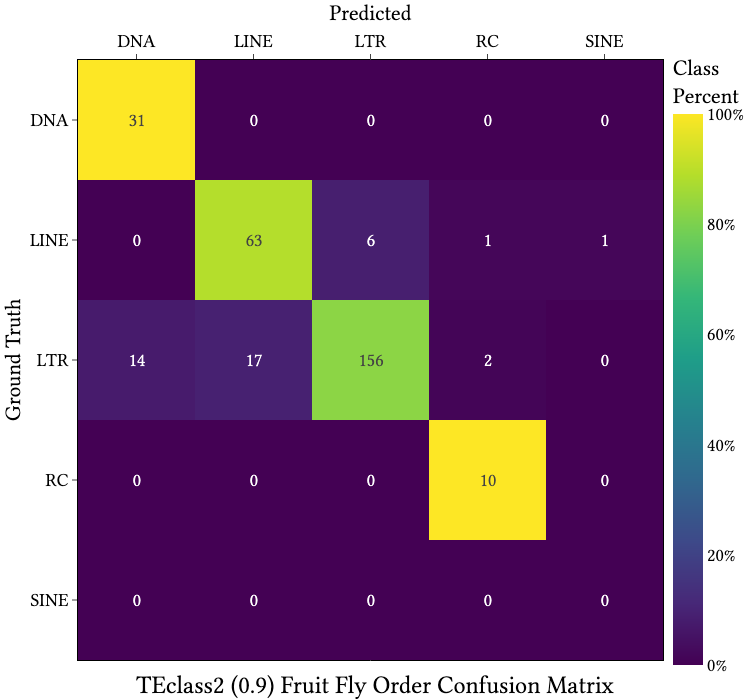 Predicted
DNA LINE LTR RC SINE
Class
Percent
100%
DNA 31 0 0 0 0
80%
LINE 0 63 6 1 1
60%
Ground Truth
LTR 14 17 156 2 0
40%
RC 0 0 0 10 0
20%
SINE 0 0 0 0 0
0%
TEclass2 (0.9) Fruit Fly Order Confusion Matrix